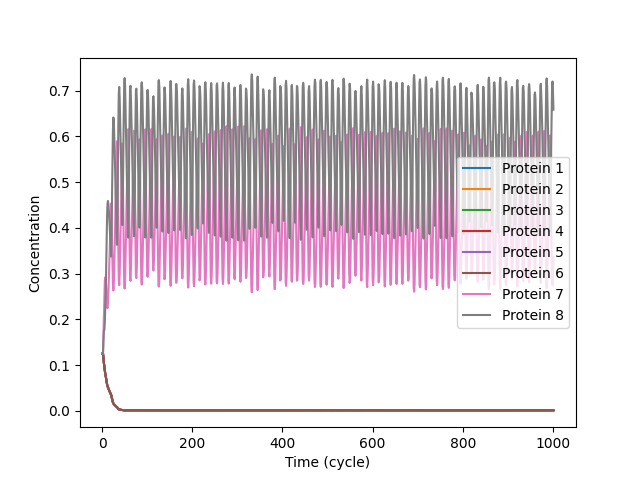 0.7
0.6
0.5
0.4
0.3
0.2
0.1
0.0
Concentration
Protein 1
Protein 2
Protein 3
Protein 4
Protein 5
Protein 6
Protein 7
Protein 8
0 200 400 600 800 1000
Time (cycle)